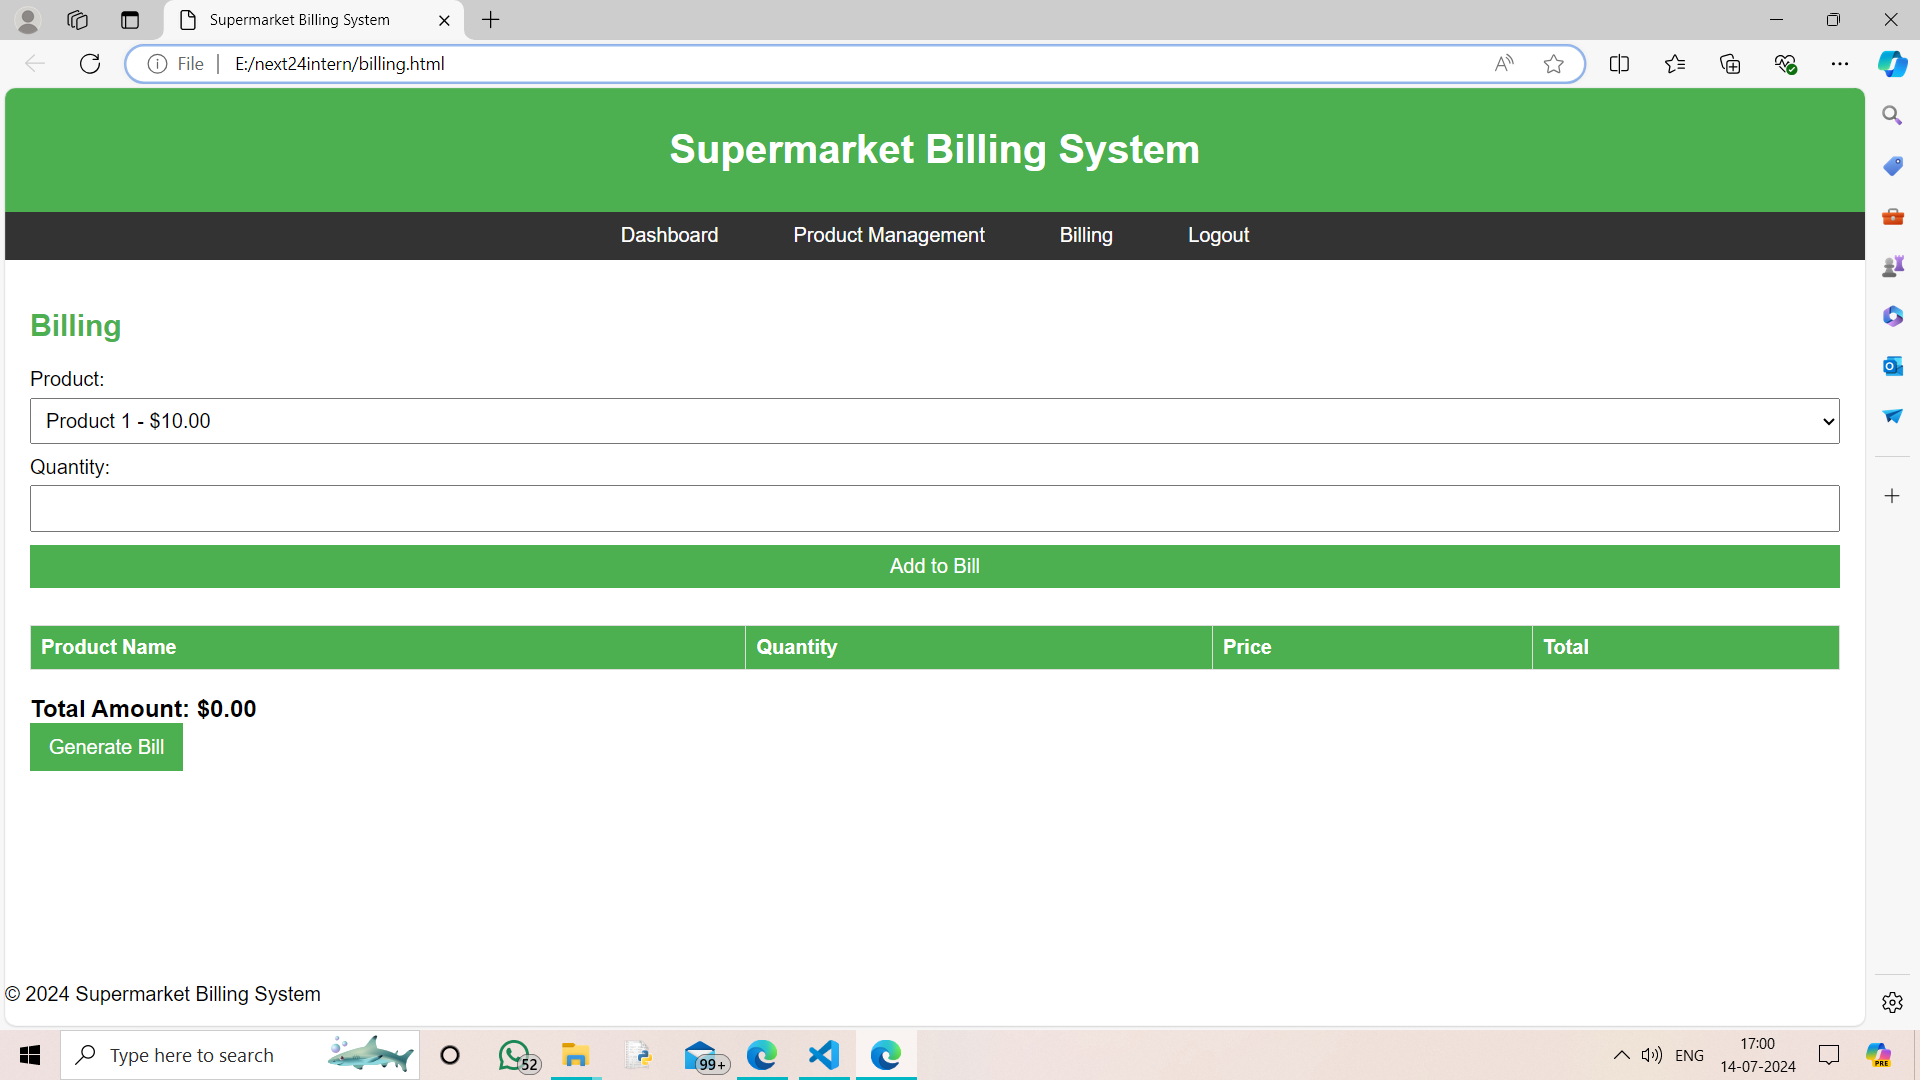 Supermarket Billing System
File
E:/next24intern/billing.html
Supermarket Billing System
Dashboard
Product Management
Billing
Logout
Billing
Product:
Product 1 - $10.00
Quantity:
Add to Bill
Product Name
Quantity
Price
Total
Total Amount: $0.00
Generate Bill
© 2024 Supermarket Billing System
Type here to search
52
99+
ENG
17:00
14-07-2024
PRE